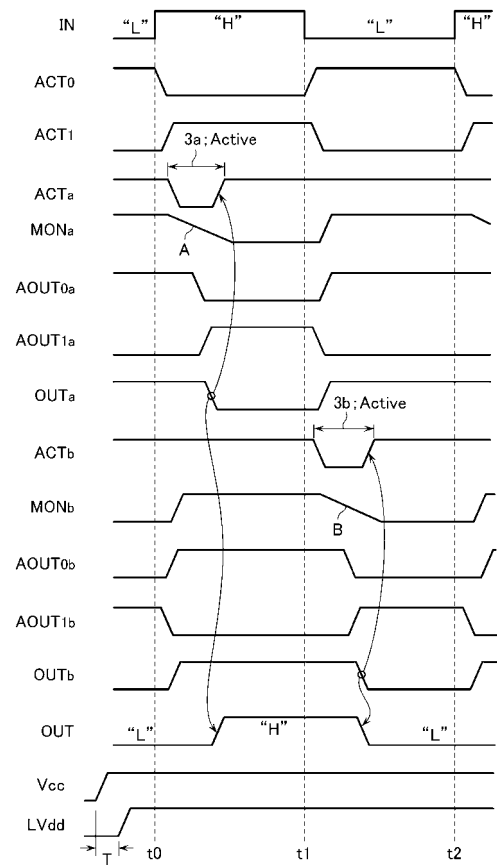 IN “L” “H” “L” “H”
ACT0
ACT1
3a ; Active
ACTa
MONa
A
AOUT0a
AOUT1a
OUTa
3b ; Active
ACTb
MONb
B
AOUT0b
AOUT1b
OUTb
OUT “L” “H” “L”
Vcc
LVdd
T t0 t1 t2